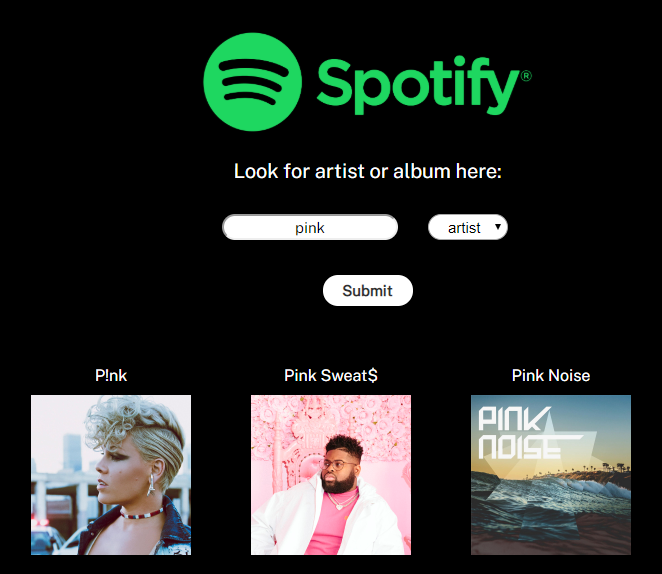 Spotify®
Look for artist or album here:
pink
artist
Submit
P!nk
Pink Sweat$
Pink Noise
PINK
NOISE